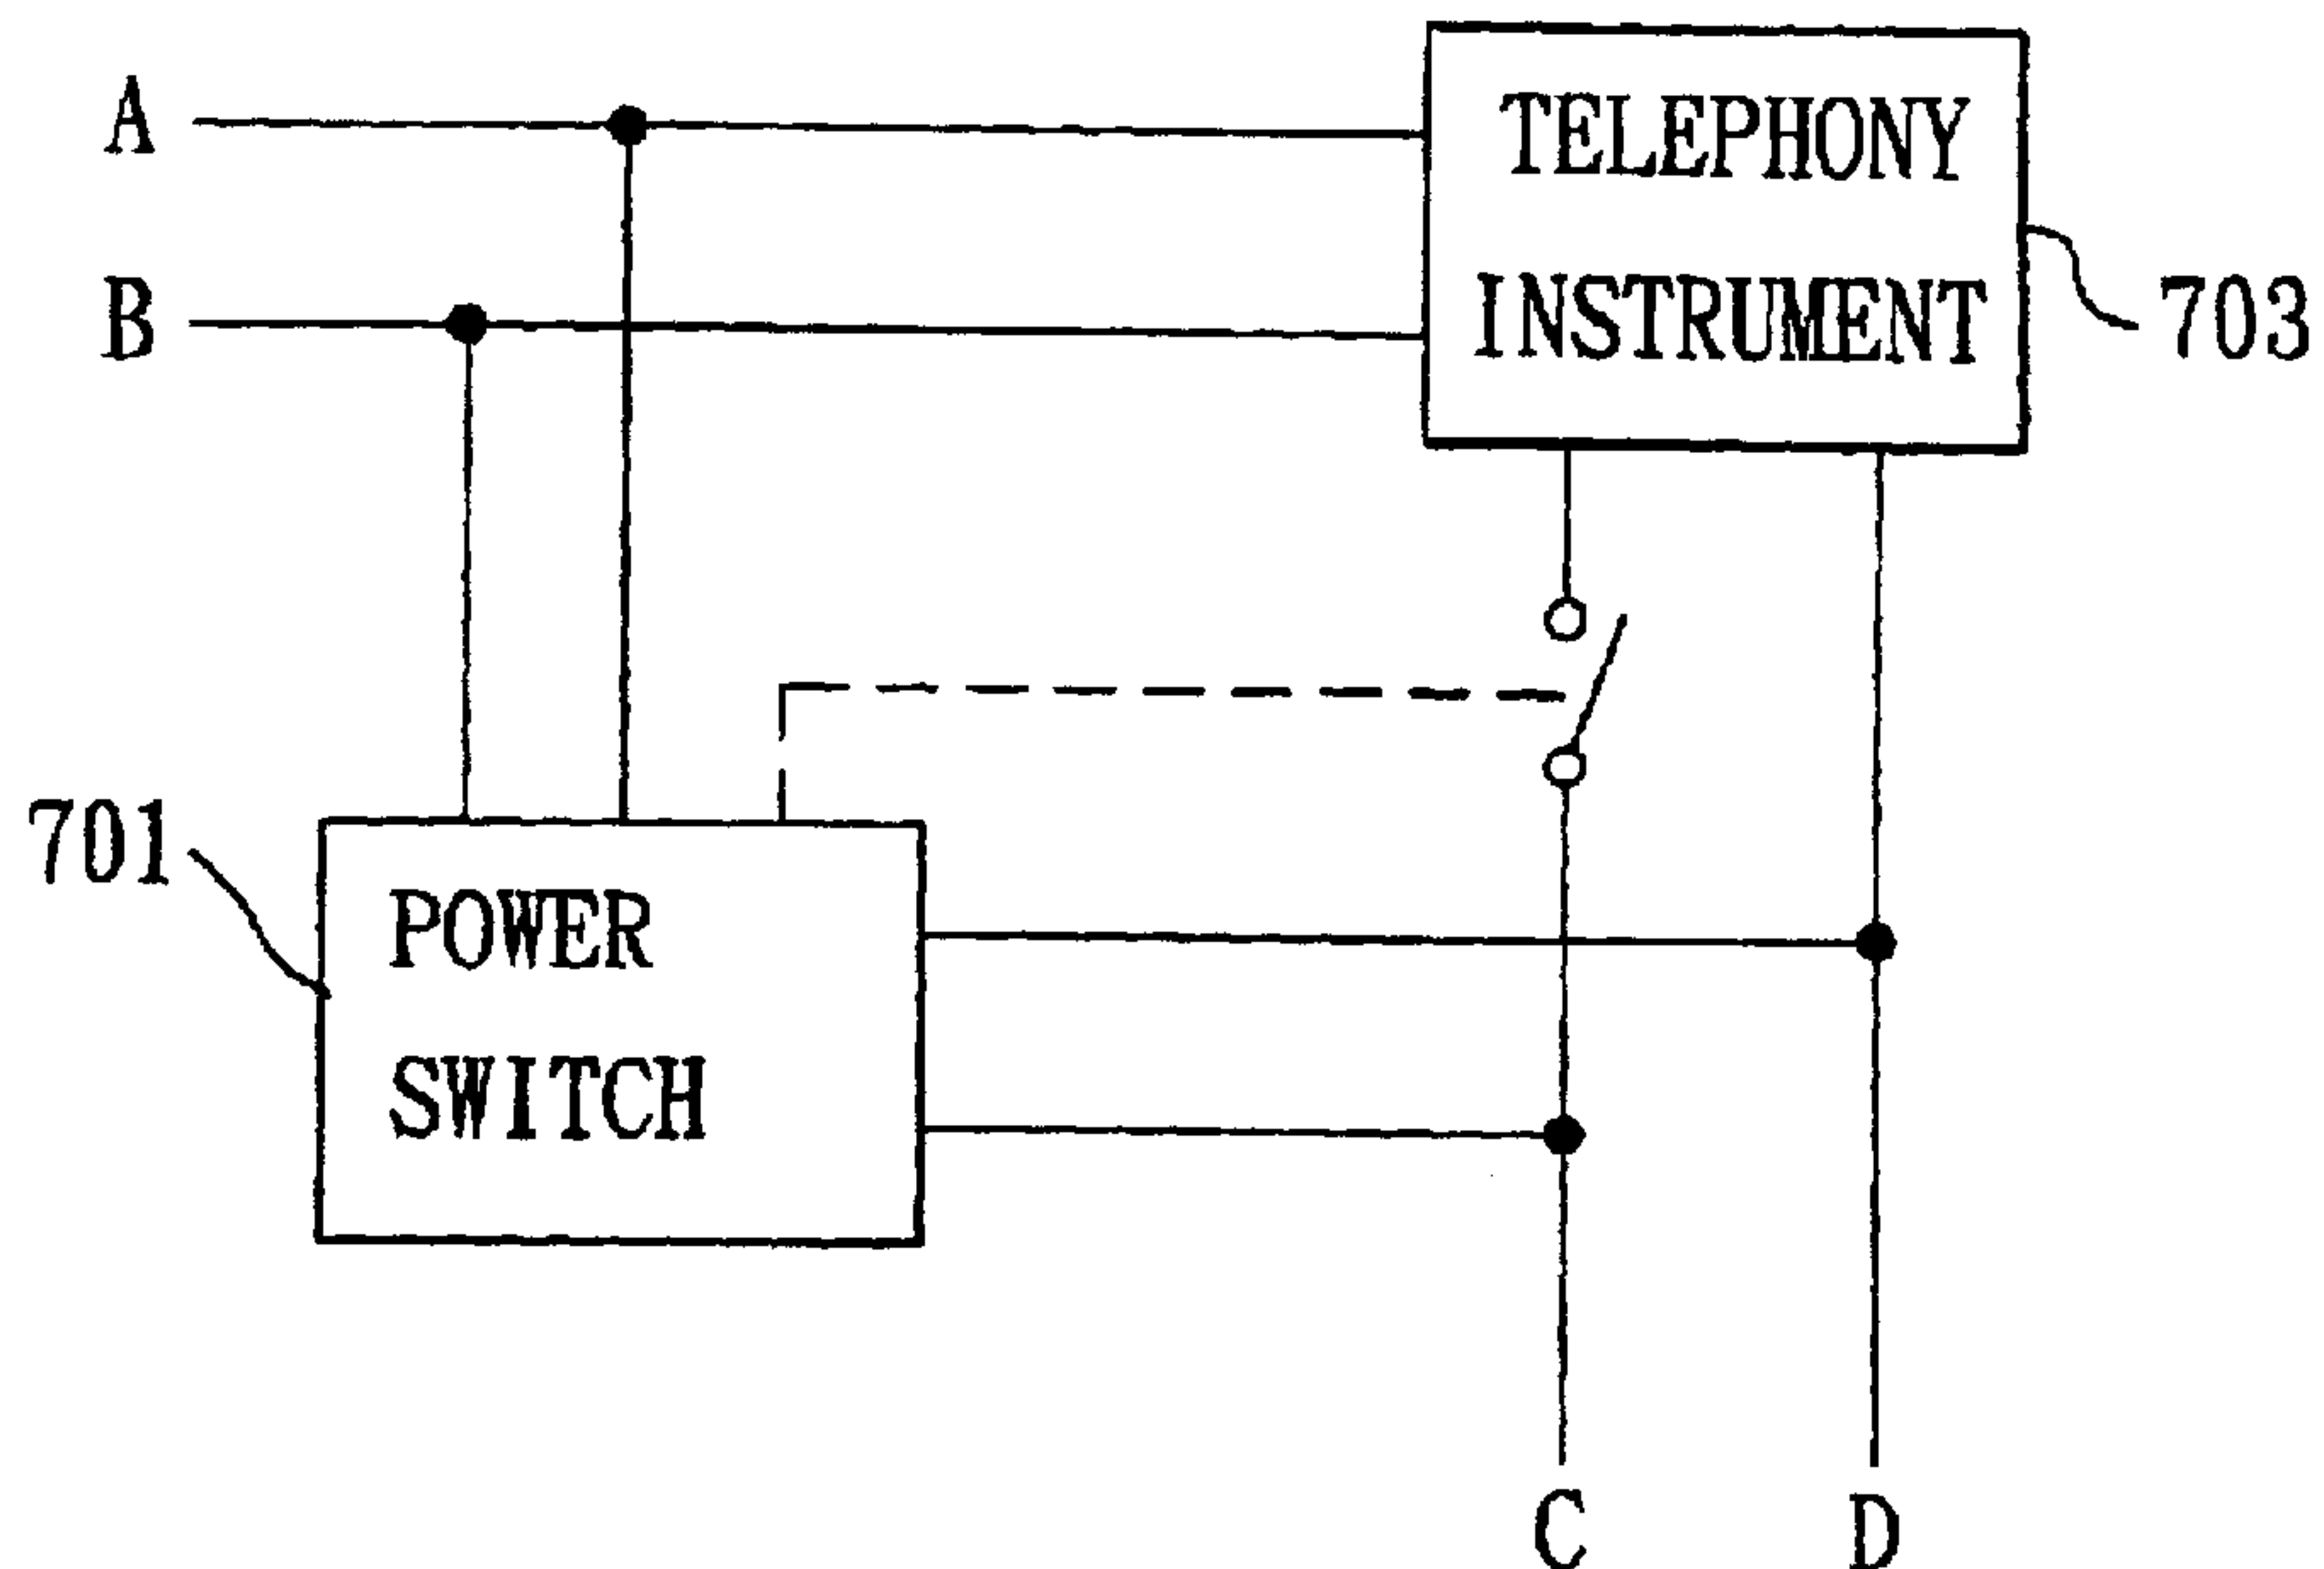 A
TELEPHONY
B
INSTRUMENT
703
701
POWER
SWITCH
C
D